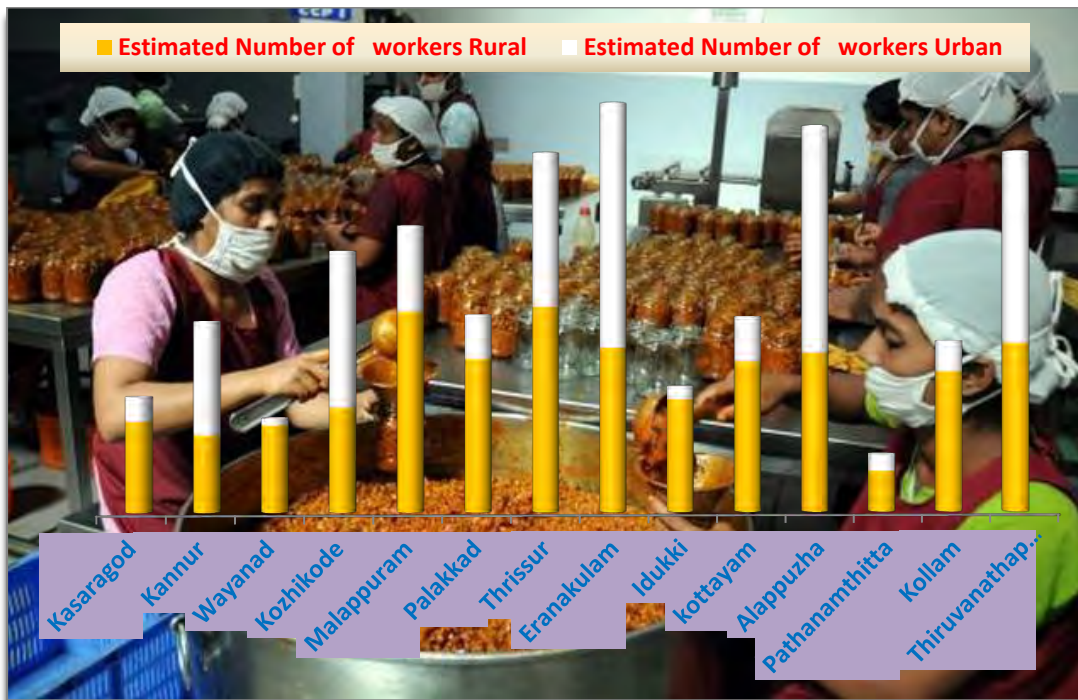 CCP I
Estimated Number of workers Rural
Estimated Number of workers Urban
Kasaragod
Kannur
Wayanad
Kozhikode
Malappuram
Palakkad
Thrissur
Eranakulam
Idukki
kottayam
Alappuzha
Pathanamthitta
Kollam
Thiruvanathap...